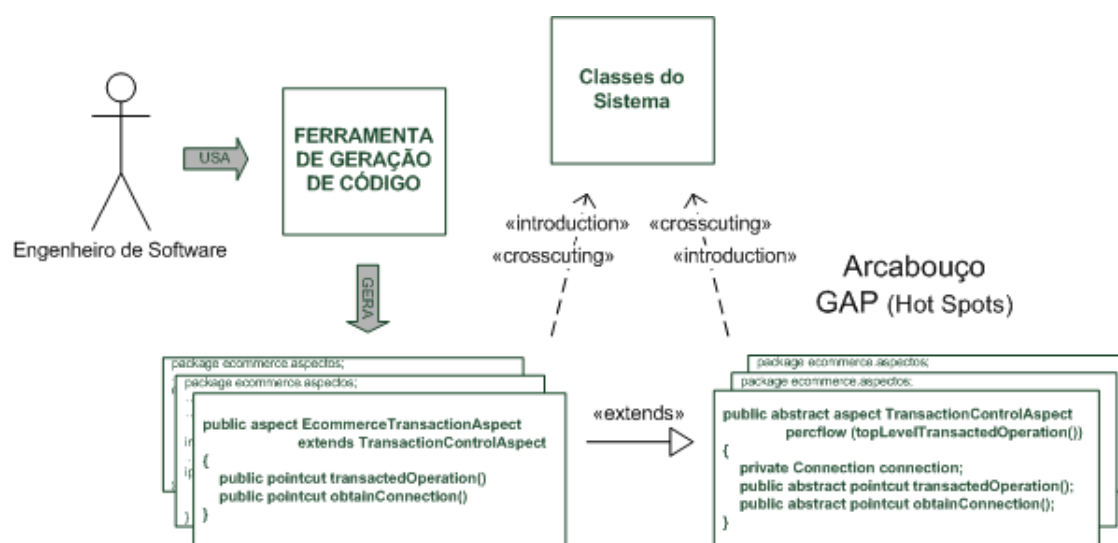 Classes do
Sistema
FERRAMENTA
DE GERAÇÃO
DE CÓDIGO
USA
Engenheiro de Software
«introduction»
«crosscuting»
«crosscuting»
«introduction»
GERA
Arcabouço
GAP (Hot Spots)
package ecommerce.aspectos;
package ecommerce.aspectos;
public aspect EcommerceTransactionAspect
extends TransactionControlAspect
{
public pointcut transactedOperation()
public pointcut obtainConnection()
}
«extends»
package ecommerce.aspectos;
package ecommerce.aspectos;
public abstract aspect TransactionControlAspect
percflow (topLevelTransactedOperation())
{
private Connection connection;
public abstract pointcut transactedOperation();
public abstract pointcut obtainConnection();
}